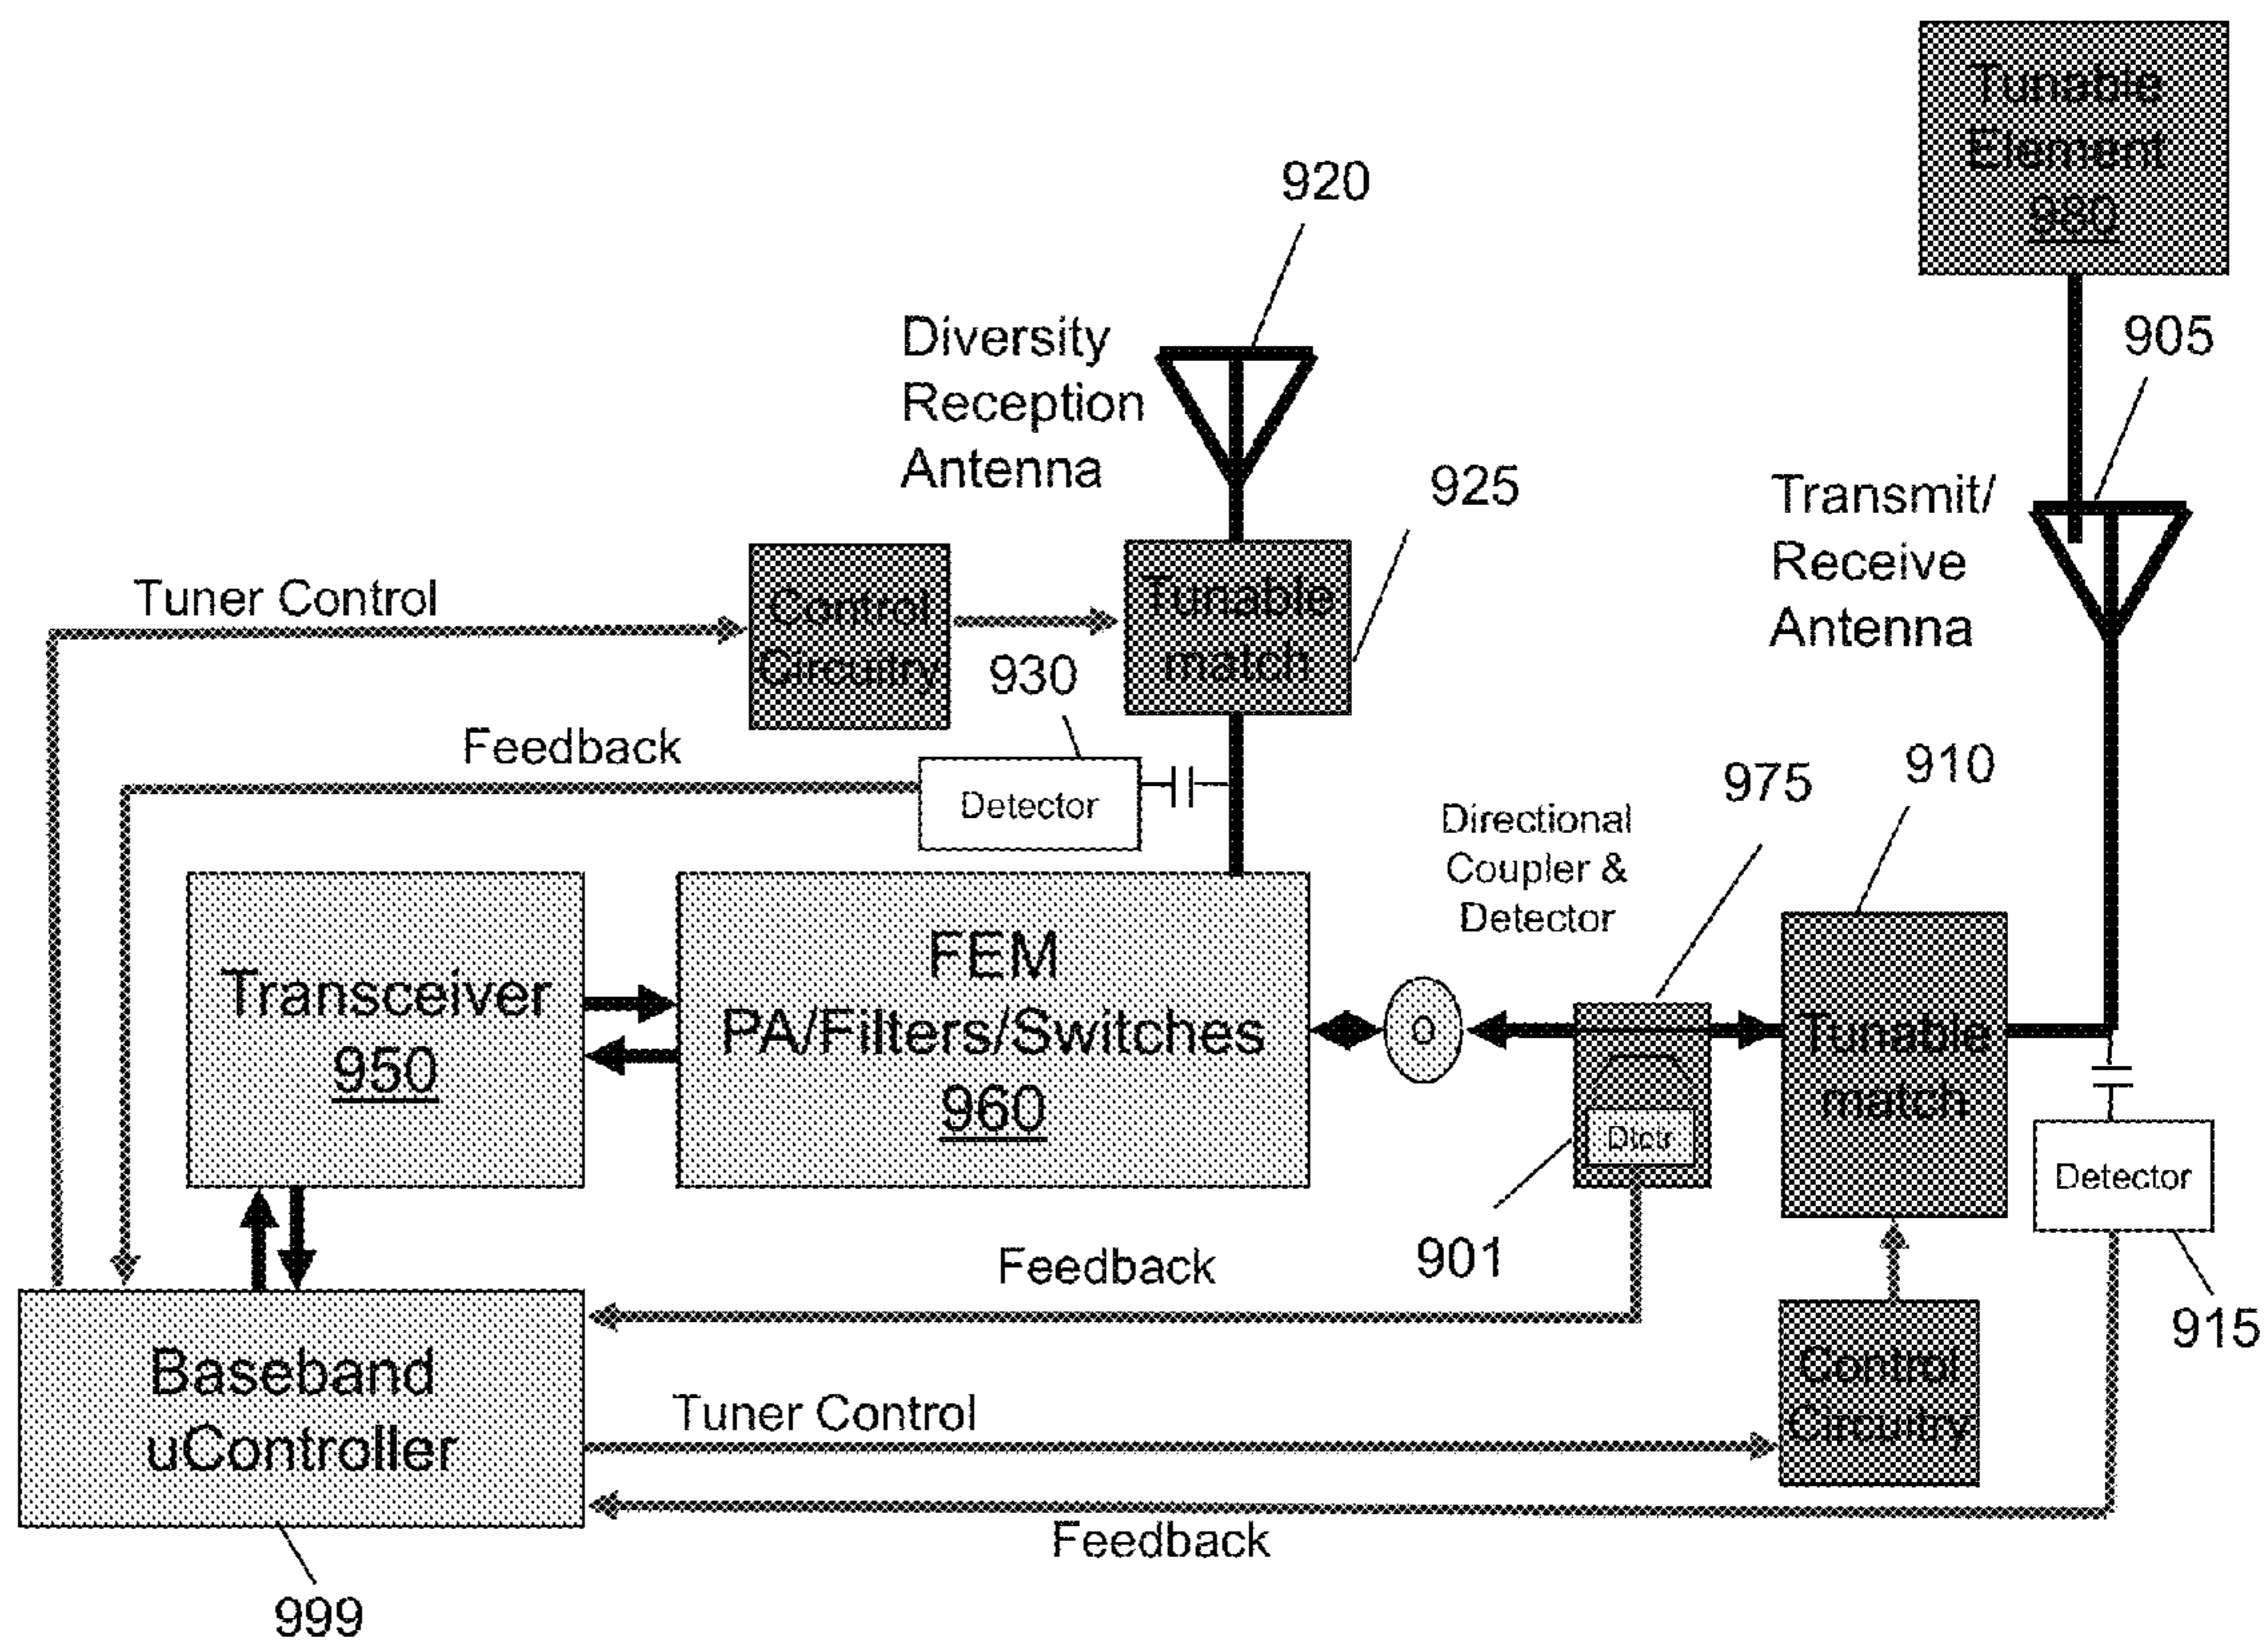 Tunable
Element
980
920
905
Diversity
Reception
Antenna
925
Transmit/
Receive
Antenna
Tuner Control
Control
Circuitry
Tunable
match
930
Feedback
Detector
975
910
Directional
Coupler &
Detector
Transceiver
950
FEM
PA/Filters/Switches
960
O
Tunable
match
Dtctr
Detector
901
Feedback
915
Baseband
uController
Tuner Control
Control
Circuitry
Feedback
999